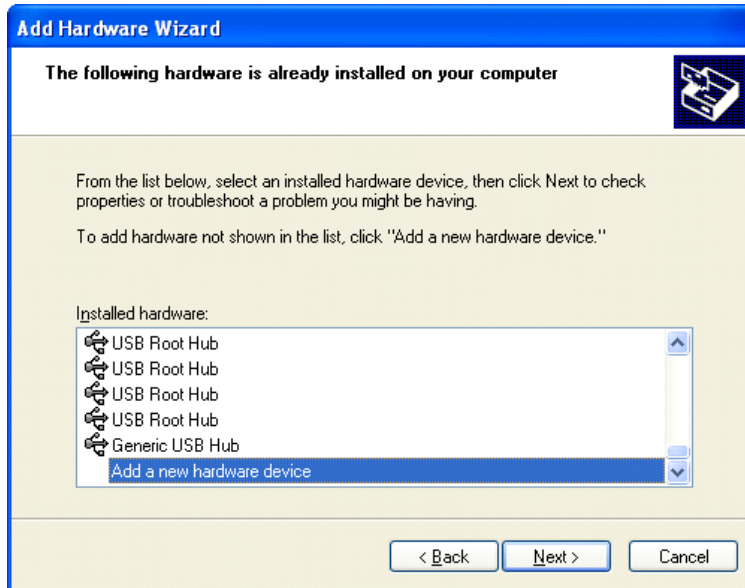 Add Hardware Wizard
The following hardware is already installed on your computer
From the list below, select an installed hardware device, then click Next to check
properties or troubleshoot a problem you might be having.
To add hardware not shown in the list, click "Add a new hardware device."
Installed hardware:
USB Root Hub
USB Root Hub
USB Root Hub
USB Root Hub
Generic USB Hub
Add a new hardware device
< Back Next > Cancel